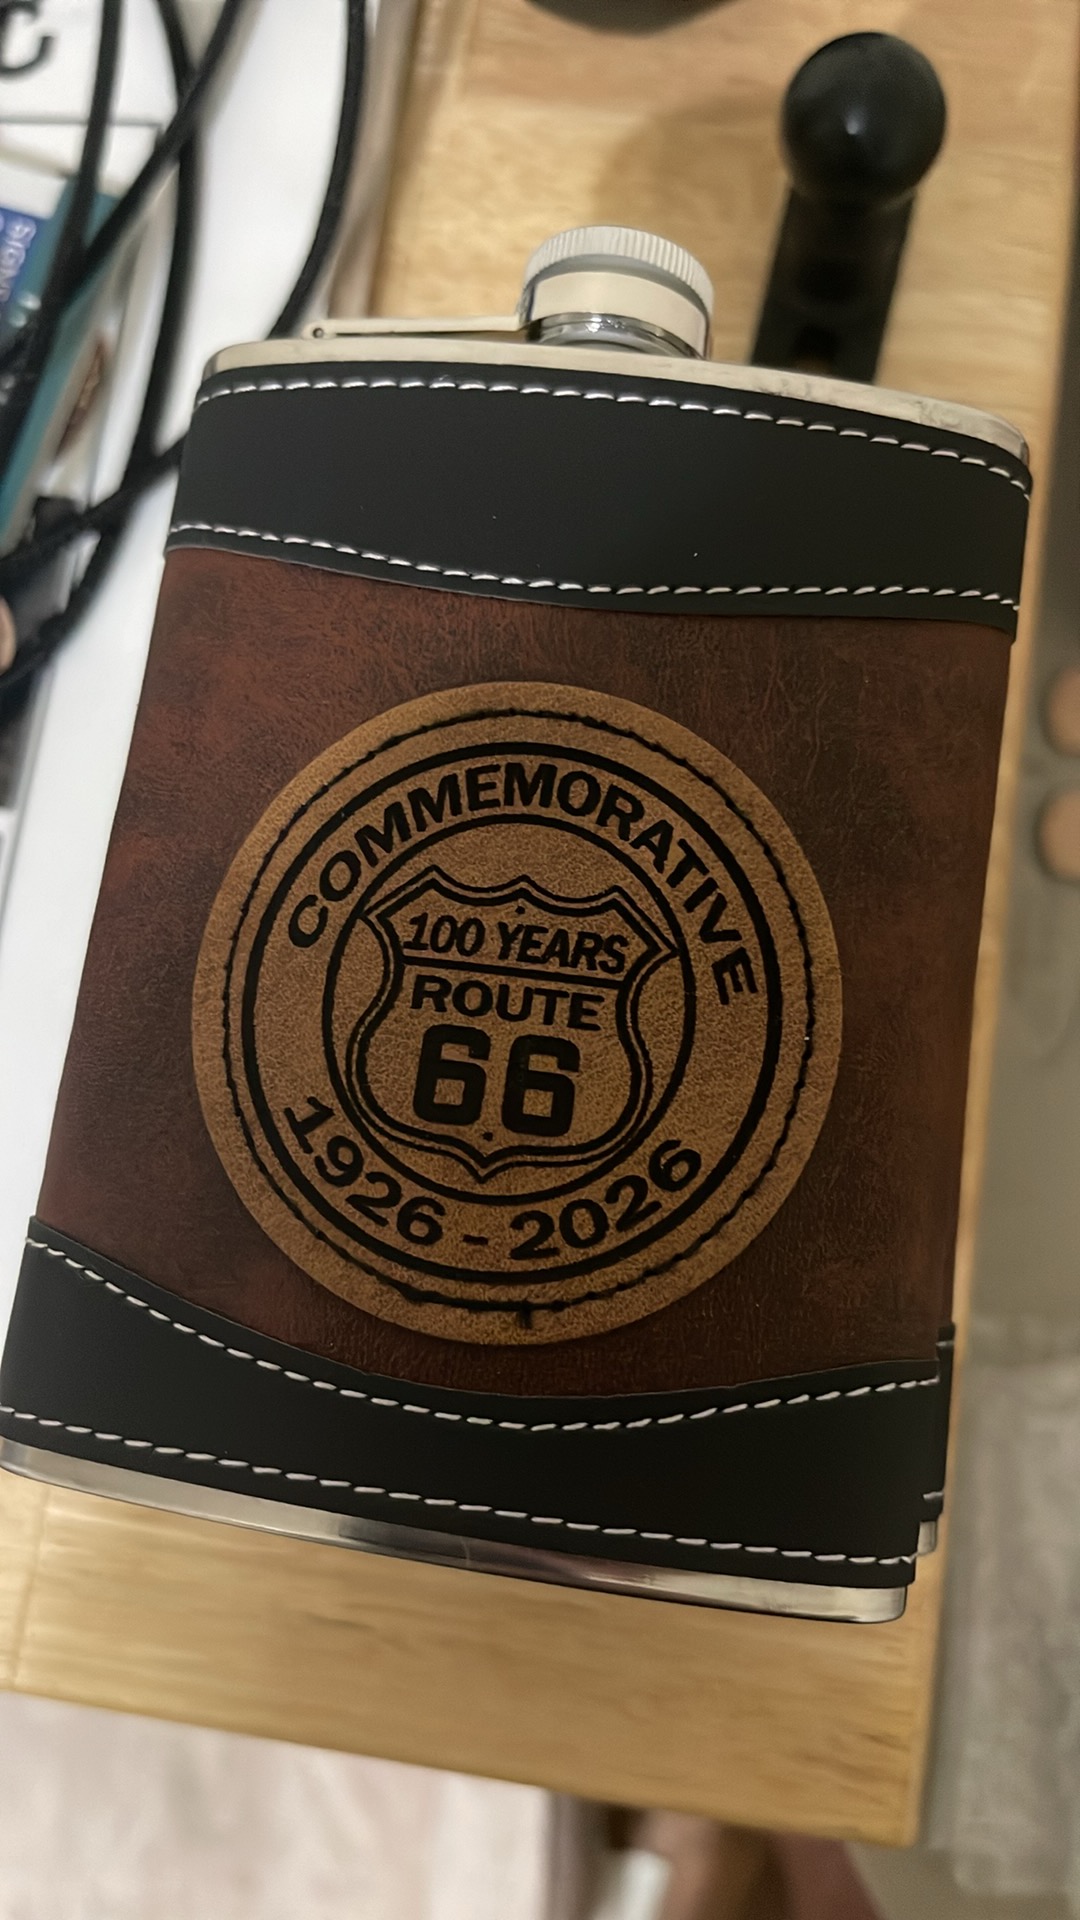 COMMEMORATIVE
100 YEARS
ROUTE
66
1926 - 2026